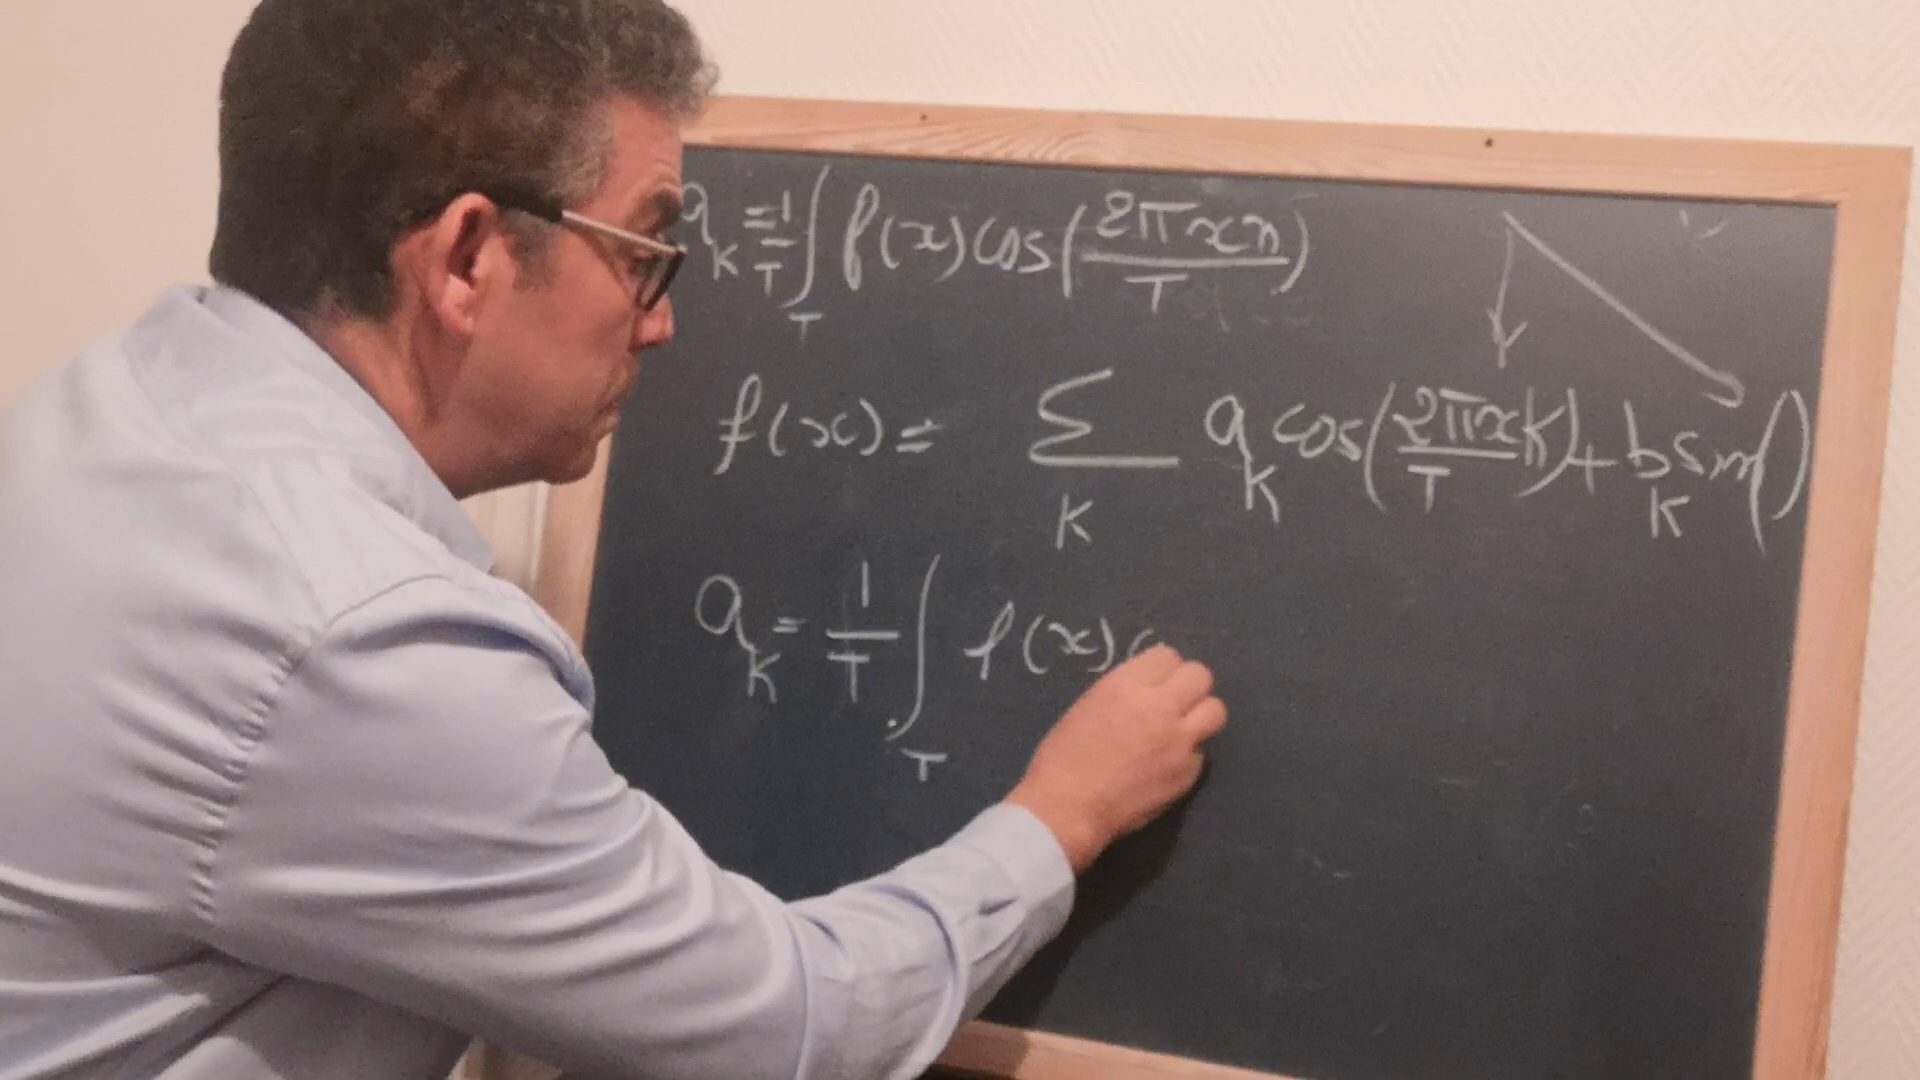 a_K = 1/T ∫_T f(x) cos(2πxn/T)
f(x) = Σ_K a_K cos(2πxK/T) + b_K sin()
a_K = 1/T ∫_T f(x) c